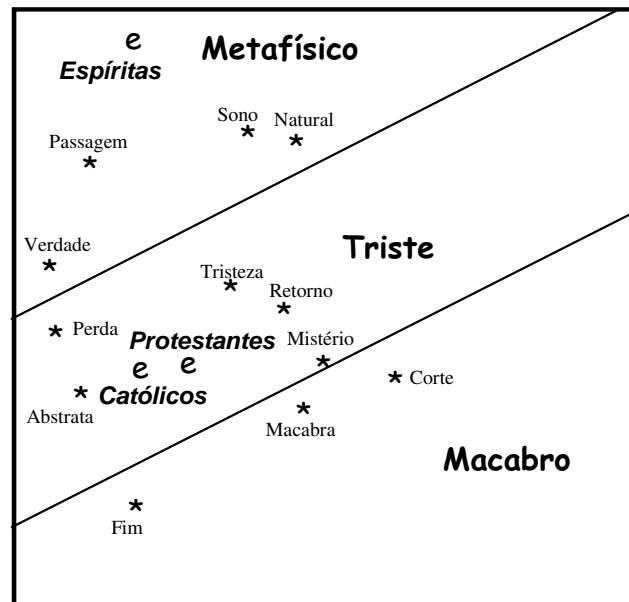 e
Metafísico
Espíritas
Sono
Natural
Passagem
Verdade
Triste
Tristeza
Retorno
Perda
Protestantes
Mistério
e e
Católicos
Corte
Abstrata
Macabra
Macabro
Fim